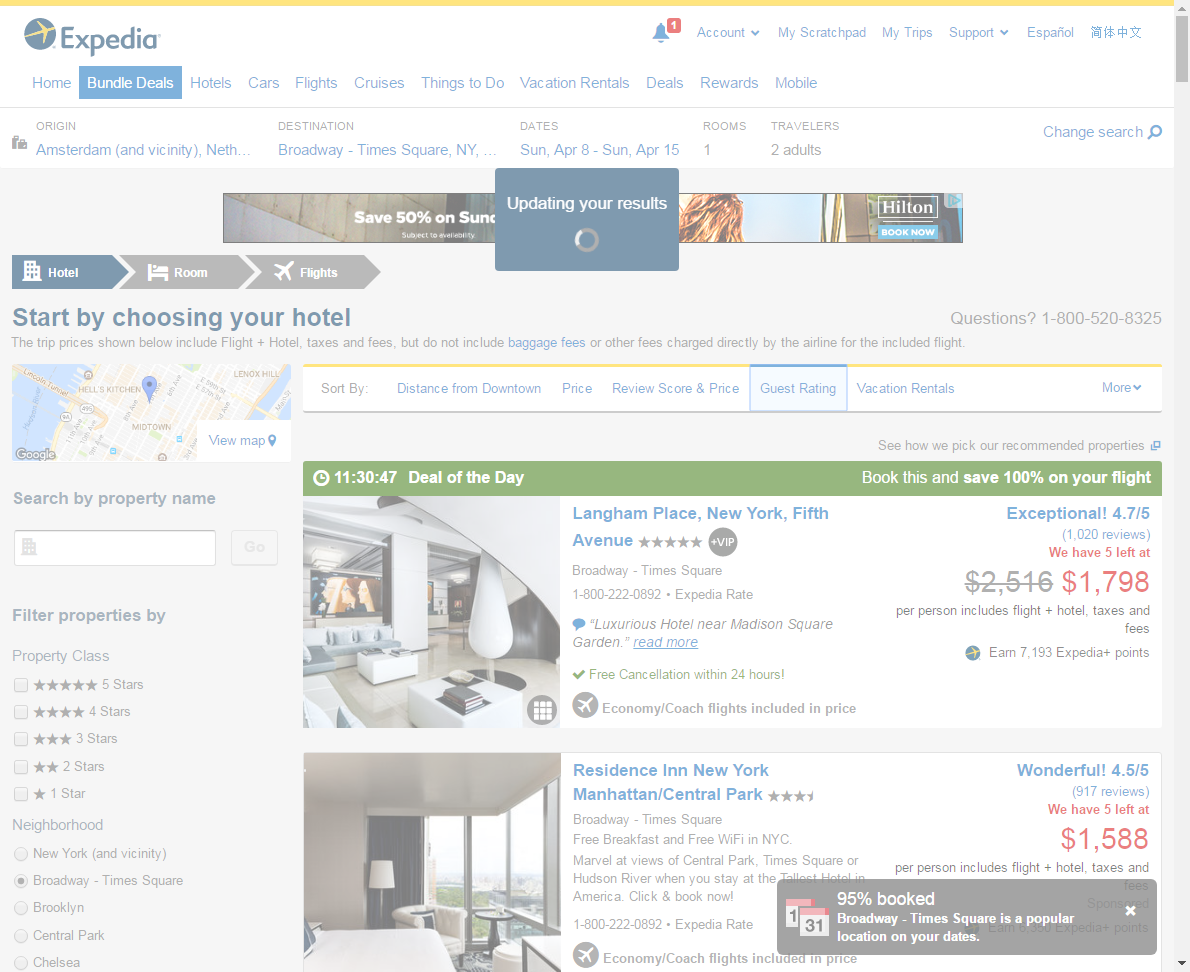 Expedia
1
Account
My Scratchpad
My Trips
Support
Español
简体中文
Home
Bundle Deals
Hotels
Cars
Flights
Cruises
Things to Do
Vacation Rentals
Deals
Rewards
Mobile
ORIGIN
Amsterdam (and vicinity), Neth...
DESTINATION
Broadway - Times Square, NY, ...
DATES
Sun, Apr 8 - Sun, Apr 15
ROOMS
1
TRAVELERS
2 adults
Change search
Updating your results
Save 50% on Sund
Subject to availability.
Hilton
BOOK NOW
Hotel
Room
Flights
Start by choosing your hotel
Questions? 1-800-520-8325
The trip prices shown below include Flight + Hotel, taxes and fees, but do not include baggage fees or other fees charged directly by the airline for the included flight.
LENOX HILL
HELL'S KITCHEN
Lincoln Tunnel
495
9A
MIDTOWN
Google
View map
Sort By:
Distance from Downtown
Price
Review Score & Price
Guest Rating
Vacation Rentals
More
See how we pick our recommended properties
Search by property name
Go
Filter properties by
Property Class
5 Stars
4 Stars
3 Stars
2 Stars
1 Star
Neighborhood
New York (and vicinity)
Broadway - Times Square
Brooklyn
Central Park
Chelsea
11:30:47 Deal of the Day
Book this and save 100% on your flight
Langham Place, New York, Fifth
Avenue
+VIP
Broadway - Times Square
1-800-222-0892 • Expedia Rate
“Luxurious Hotel near Madison Square
Garden.” read more
Free Cancellation within 24 hours!
Economy/Coach flights included in price
Exceptional! 4.7/5
(1,020 reviews)
We have 5 left at
$2,516 $1,798
per person includes flight + hotel, taxes and
fees
Earn 7,193 Expedia+ points
Residence Inn New York
Manhattan/Central Park
Broadway - Times Square
Free Breakfast and Free WiFi in NYC.
Marvel at views of Central Park, Times Square or
Hudson River when you stay at the Tallest Hotel in
America. Click & book now!
1-800-222-0892 • Expedia Rate
Economy/Coach flights included in price
Wonderful! 4.5/5
(917 reviews)
We have 5 left at
$1,588
per person includes flight + hotel, taxes and
fees
Sponsored
Earn 6,350 Expedia+ points
1
31
95% booked
Broadway - Times Square is a popular
location on your dates.